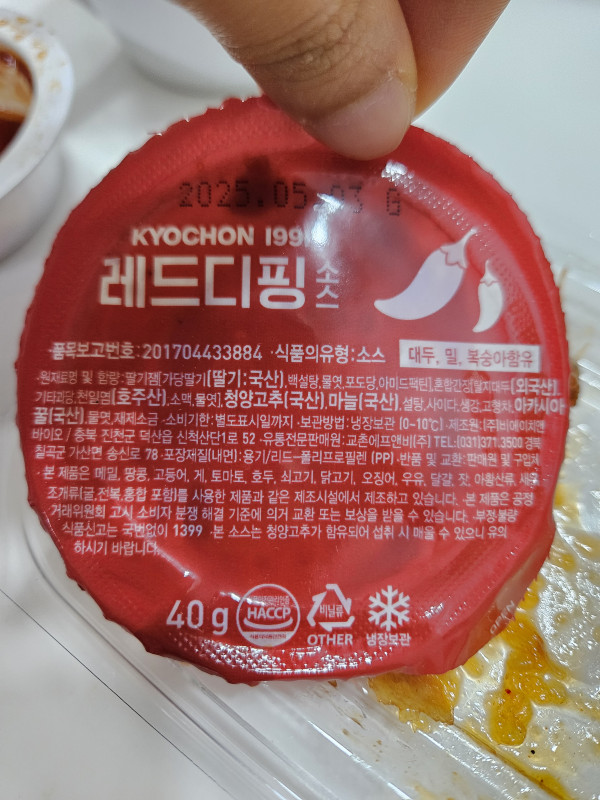 2025.05.03 G
KYOCHON 1991
레드디핑 소스
·품목보고번호:201704433884 ·식품의유형:소스 대두, 밀, 복숭아함유
·원재료명 및 함량:딸기잼[가당딸기(딸기:국산),백설탕,물엿,포도당,아미드펙틴],혼합간장[탈지대두(외국산),
기타과당,천일염(호주산),소맥,물엿],청양고추(국산),마늘(국산),설탕,사이다,생강,고형차,아카시아
꿀(국산),물엿,재제소금 ·소비기한:별도표시일까지 ·보관방법:냉장보관 (0~10℃) ·제조원:(주)비에이치앤
바이오 / 충북 진천군 덕산읍 신척산단1로 52 ·유통전문판매원:교촌에프앤비(주) TEL:(031)371.3500 경북
칠곡군 가산면 송신로 78 ·포장재질(내면):용기/리드-폴리프로필렌 (PP) ·반품 및 교환:판매원 및 구입처
· 본 제품은 메밀, 땅콩, 고등어, 게, 토마토, 호두, 쇠고기, 닭고기, 오징어, 우유, 달걀, 잣, 아황산류, 새우,
조개류(굴,전복,홍합 포함)를 사용한 제품과 같은 제조시설에서 제조하고 있습니다. ·본 제품은 공정
거래위원회 고시 소비자 분쟁 해결 기준에 의거 교환 또는 보상을 받을 수 있습니다. ·부정·불량
식품신고는 국번없이 1399 ·본 소스는 청양고추가 함유되어 섭취 시 매울 수 있으니 유의
하시기 바랍니다.
40g HACCP 비닐류 OTHER 냉장보관
OPEN